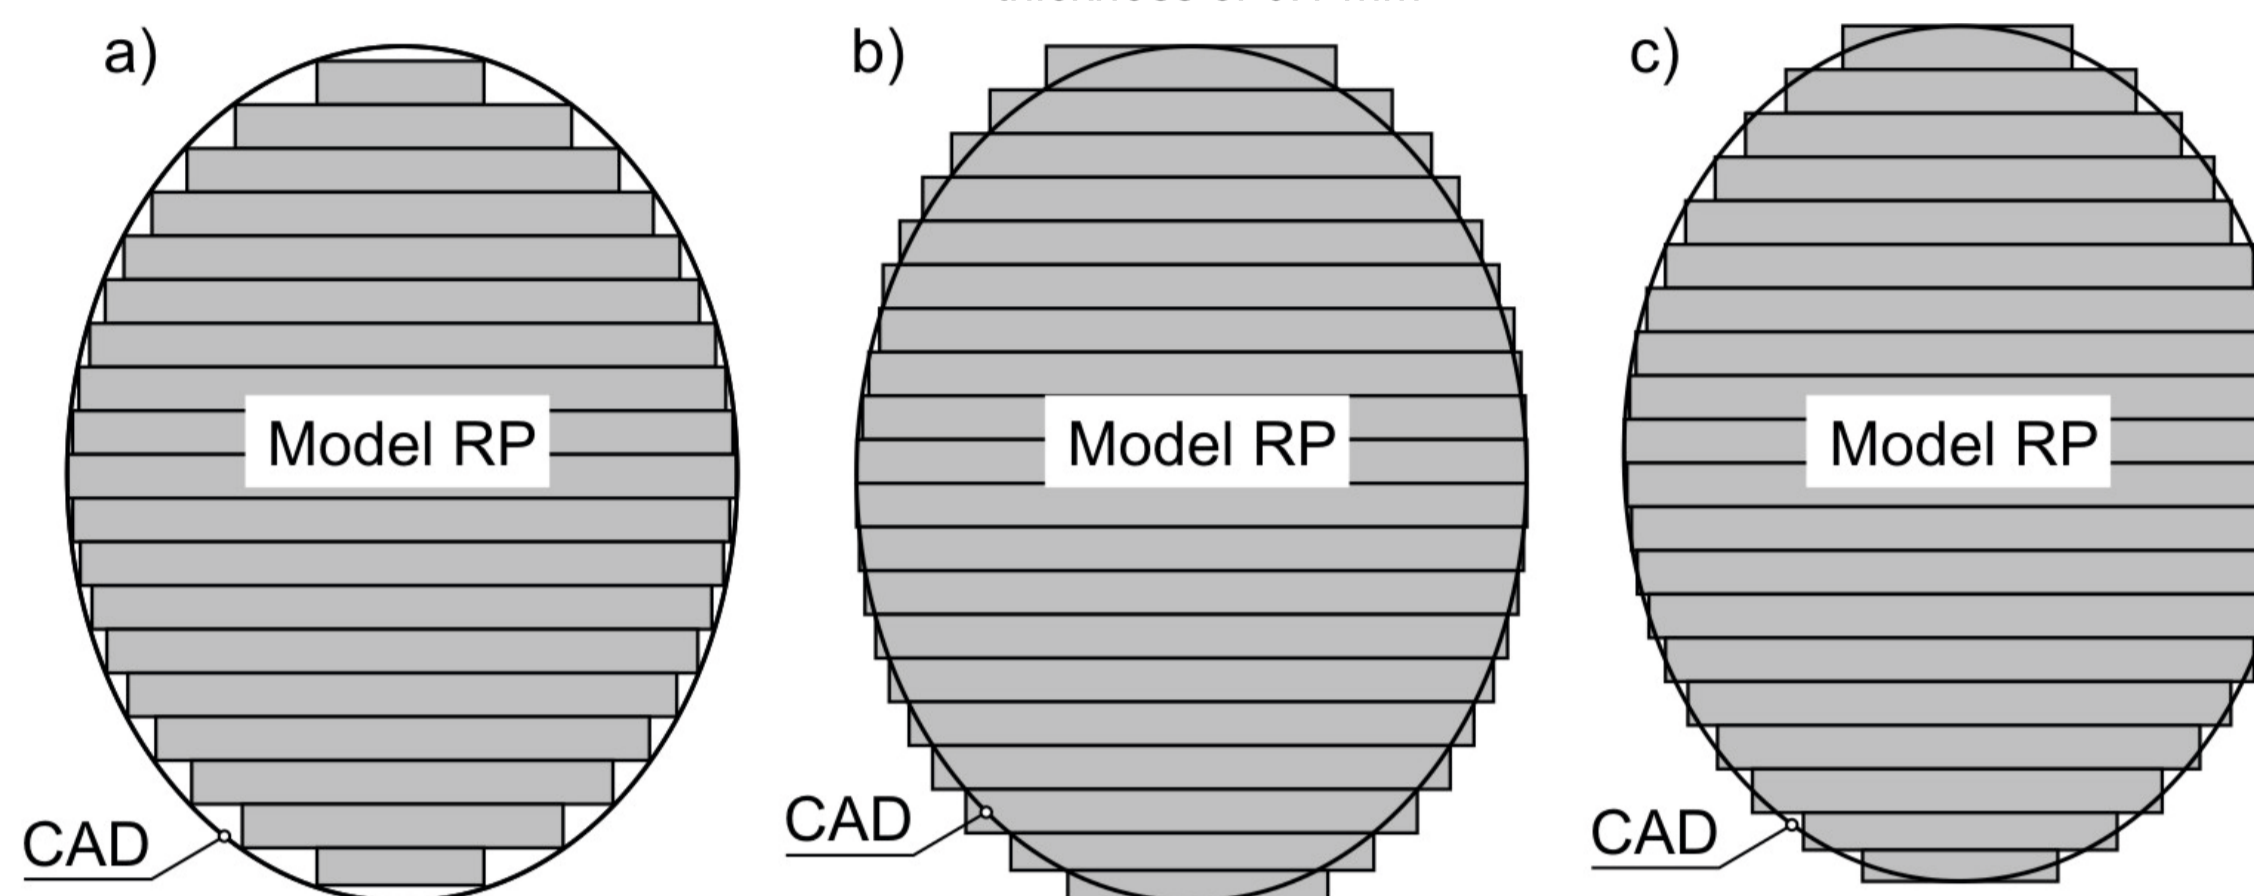 a)
b)
c)
Model RP
Model RP
Model RP
CAD
CAD
CAD